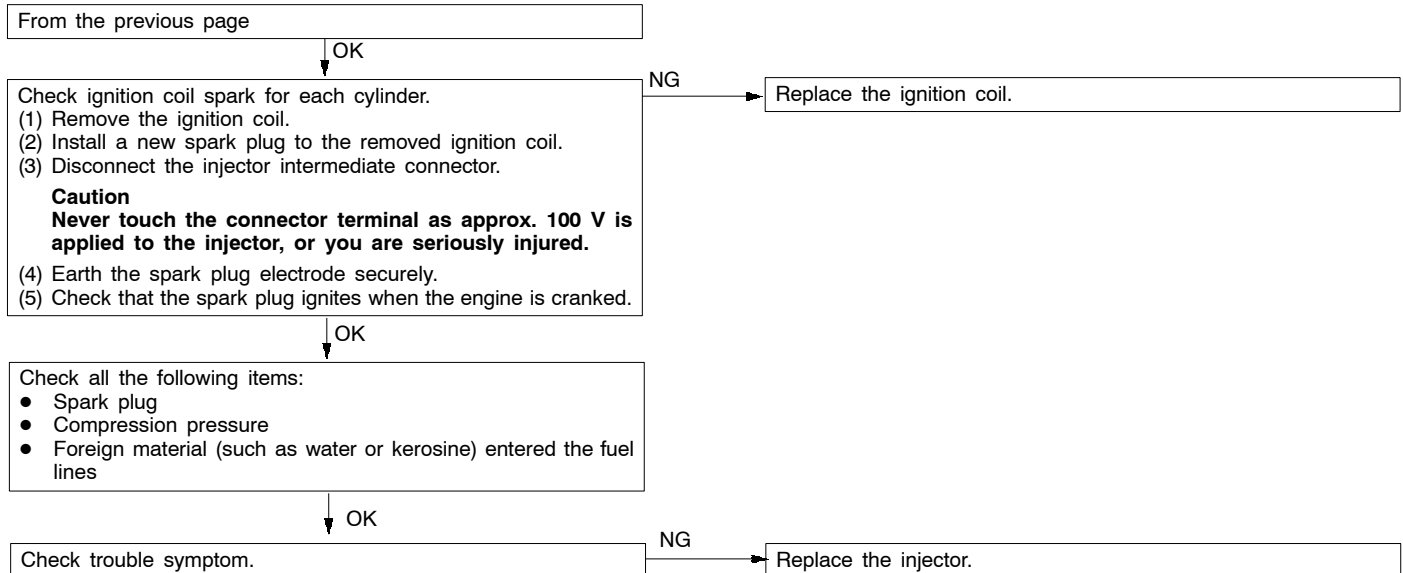 From the previous page
OK
Check ignition coil spark for each cylinder.
(1) Remove the ignition coil.
(2) Install a new spark plug to the removed ignition coil.
(3) Disconnect the injector intermediate connector.
Caution
Never touch the connector terminal as approx. 100 V is
applied to the injector, or you are seriously injured.
(4) Earth the spark plug electrode securely.
(5) Check that the spark plug ignites when the engine is cranked.
NG
Replace the ignition coil.
OK
Check all the following items:
● Spark plug
● Compression pressure
● Foreign material (such as water or kerosine) entered the fuel
lines
OK
Check trouble symptom.
NG
Replace the injector.